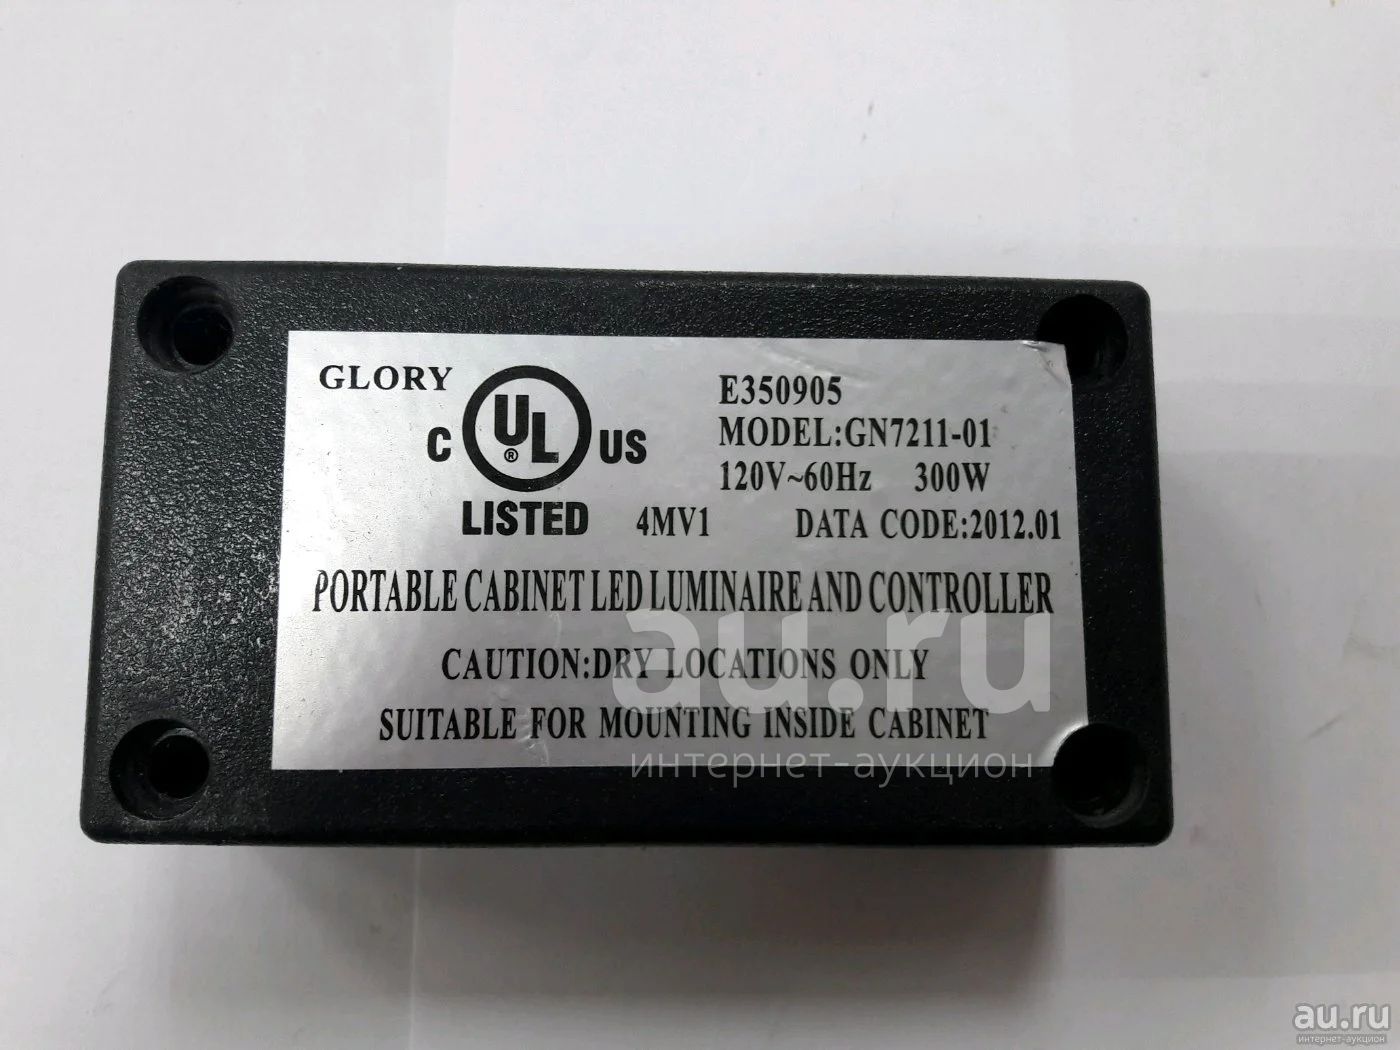 GLORY
C UL ® US
LISTED 4MV1
E350905
MODEL:GN7211-01
120V~60Hz 300W
DATA CODE:2012.01
PORTABLE CABINET LED LUMINAIRE AND CONTROLLER
CAUTION:DRY LOCATIONS ONLY
SUITABLE FOR MOUNTING INSIDE CABINET
au.ru
интернет-аукцион
au.ru
интернет-аукцион